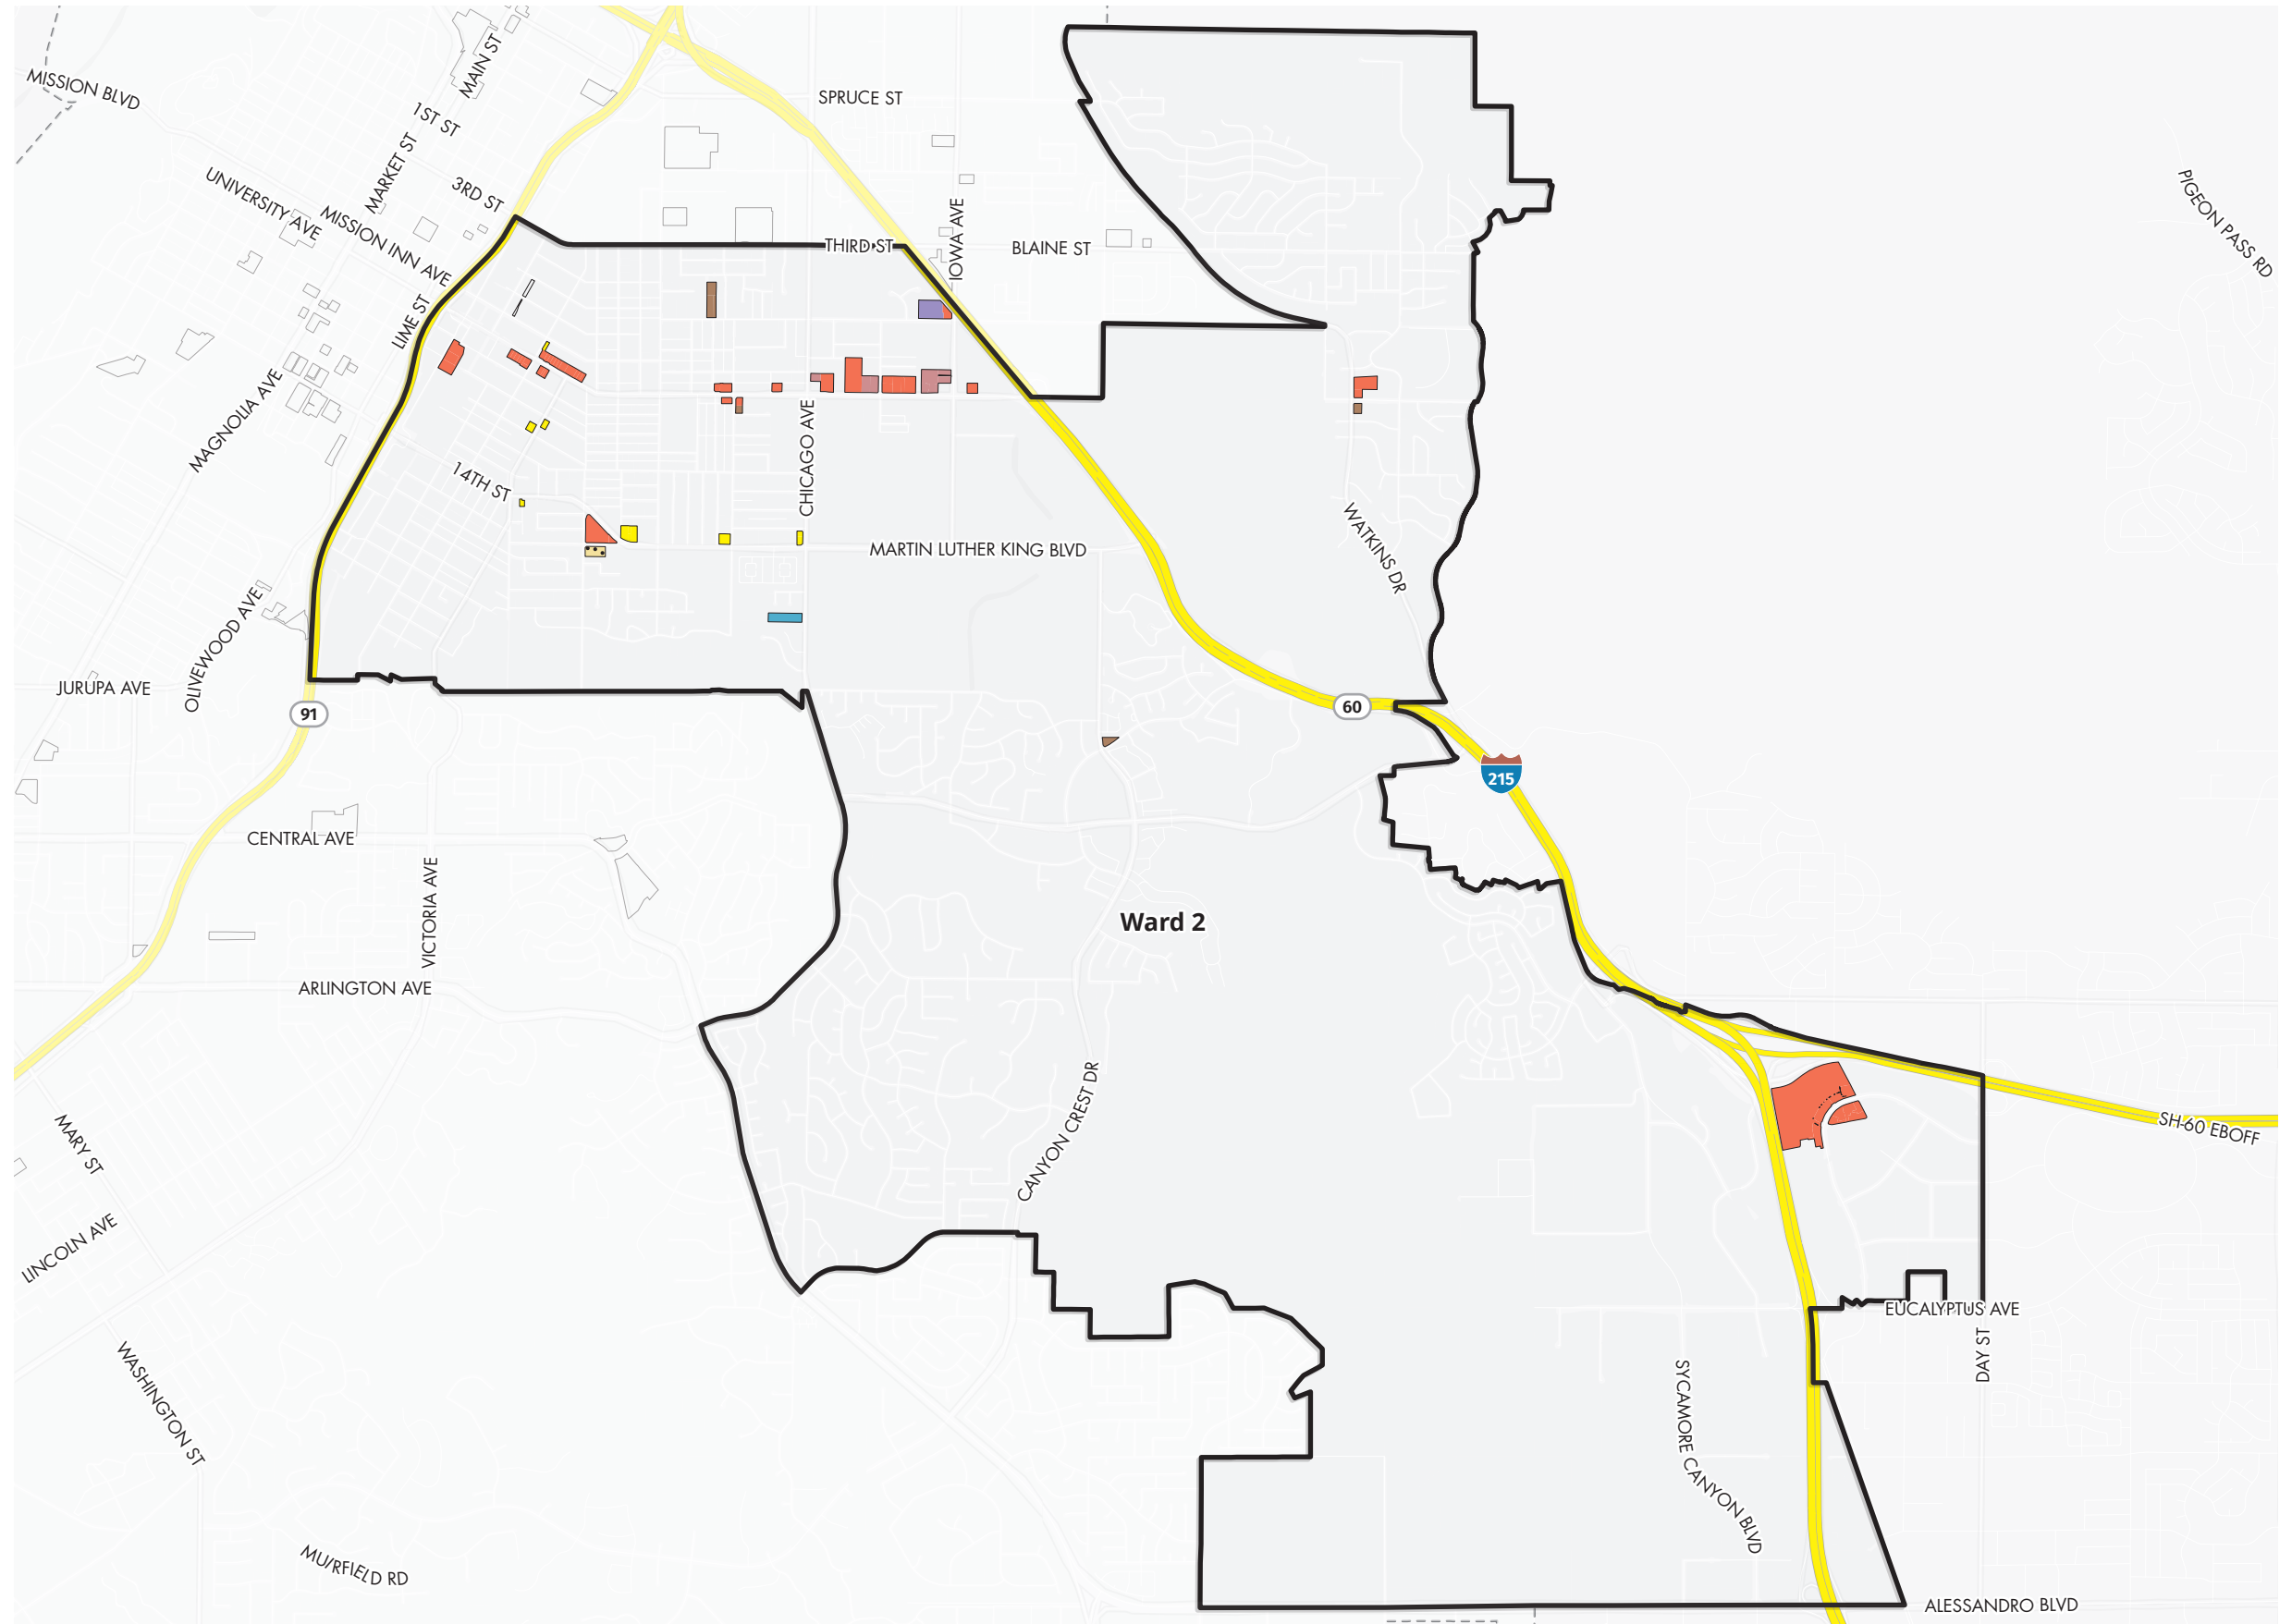 MAIN ST
MISSION BLVD
SPRUCE ST
1ST ST
MARKET ST
3RD ST
UNIVERSITY AVE
MISSION INN AVE
PIGEON PASS RD
IOWA AVE
THIRD ST
BLAINE ST
LIME ST
MAGNOLIA AVE
CHICAGO AVE
14TH ST
WATKINS DR
MARTIN LUTHER KING BLVD
OLIVEWOOD AVE
JURUPA AVE
91
60
215
CENTRAL AVE
VICTORIA AVE
Ward 2
ARLINGTON AVE
CANYON CREST DR
SH-60 EBOFF
MARY ST
LINCOLN AVE
EUCALYPTUS AVE
DAY ST
WASHINGTON ST
SYCAMORE CANYON BLVD
MUIRFIELD RD
ALESSANDRO BLVD